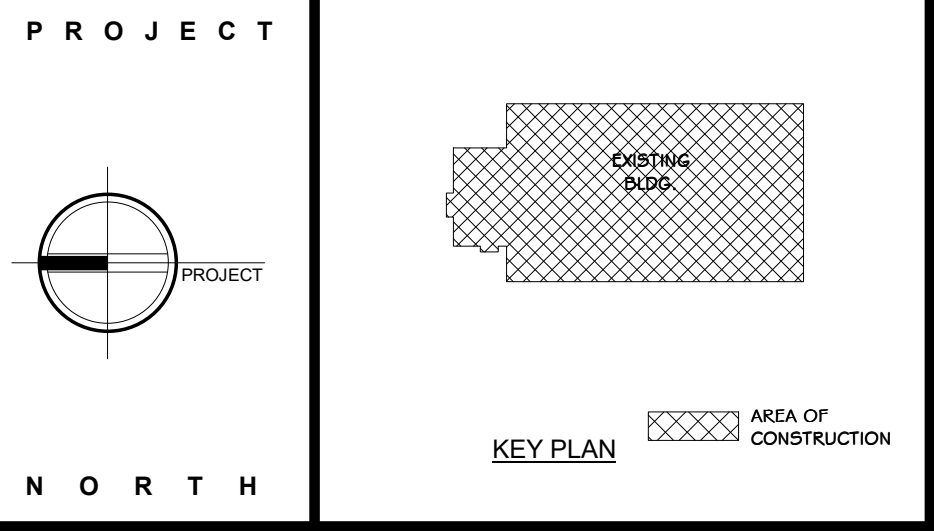 P R O J E C T
PROJECT
N O R T H
EXISTING
BLDG.
KEY PLAN
AREA OF
CONSTRUCTION